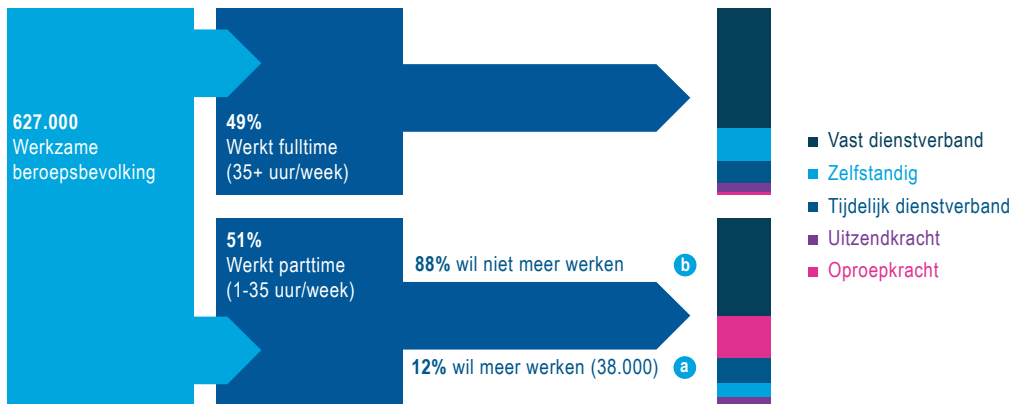 627.000
Werkzame
beroepsbevolking
49%
Werkt fulltime
(35+ uur/week)
51%
Werkt parttime
(1-35 uur/week)
88% wil niet meer werken b
12% wil meer werken (38.000) a
Vast dienstverband
Zelfstandig
Tijdelijk dienstverband
Uitzendkracht
Oproepkracht